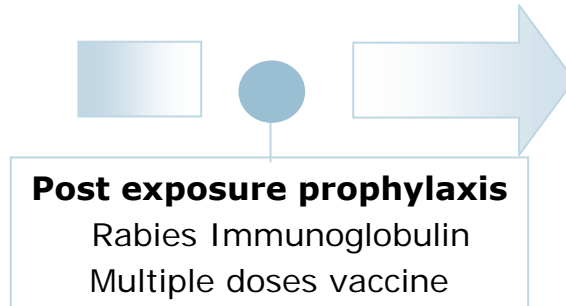 Post exposure prophylaxis
Rabies Immunoglobulin
Multiple doses vaccine